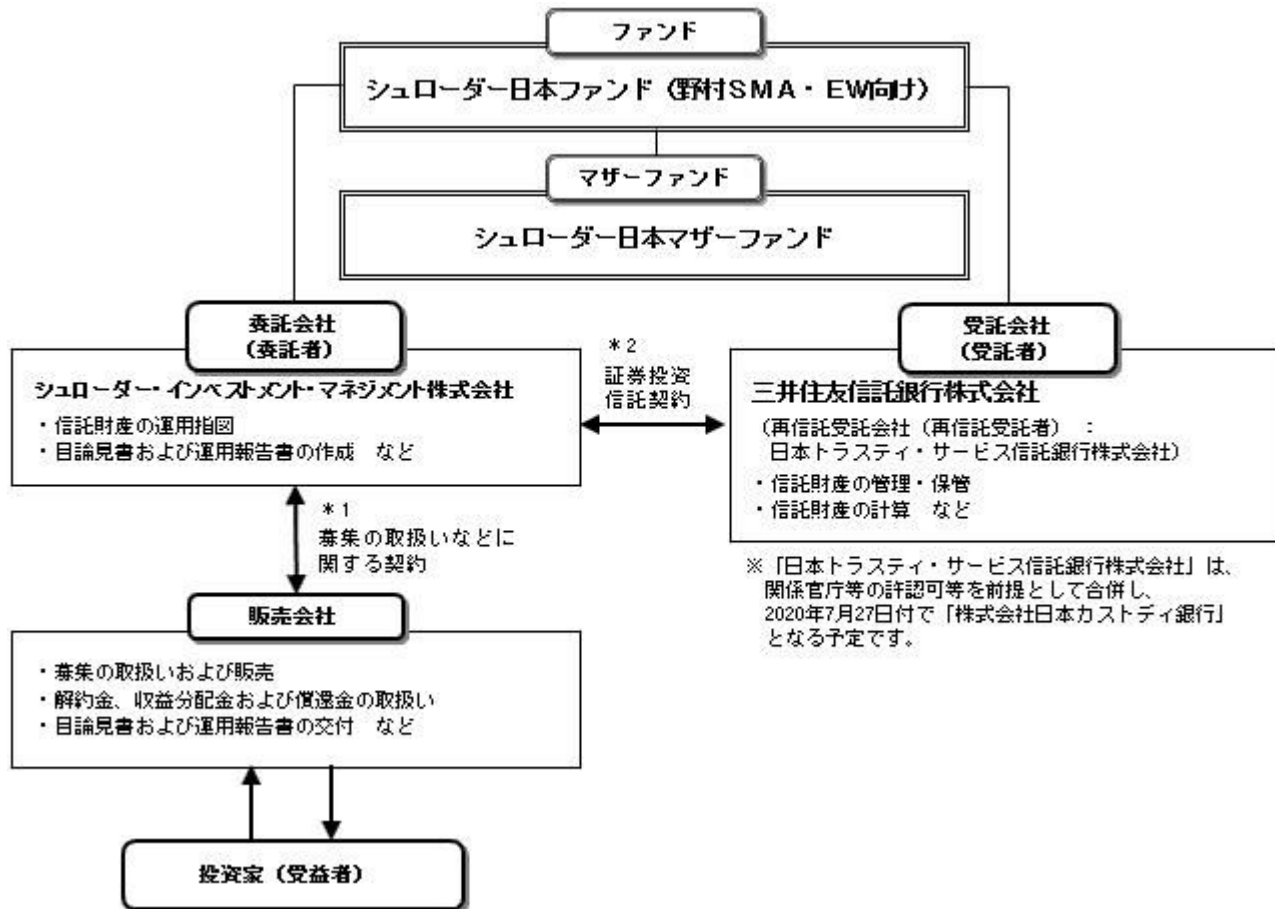 ファンド
シュローダー日本ファンド（野村SMA・EW向け）
マザーファンド
シュローダー日本マザーファンド
委託会社
（委託者）
シュローダー・インベストメント・マネジメント株式会社
・信託財産の運用指図
・目論見書および運用報告書の作成　など
＊2
証券投資
信託契約
受託会社
（受託者）
三井住友信託銀行株式会社
（再信託受託会社（再信託受託者）　：
日本トラスティ・サービス信託銀行株式会社）
・信託財産の管理・保管
・信託財産の計算　など
＊1
募集の取扱いなどに
関する契約
※「日本トラスティ・サービス信託銀行株式会社」は、
関係官庁等の許認可等を前提として合併し、
2020年7月27日付で「株式会社日本カストディ銀行」
となる予定です。
販売会社
・募集の取扱いおよび販売
・解約金、収益分配金および償還金の取扱い
・目論見書および運用報告書の交付　など
投資家（受益者）